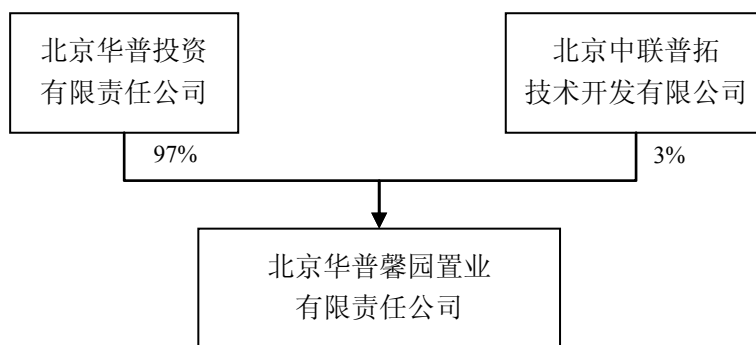 北京华普投资
有限责任公司
北京中联普拓
技术开发有限公司
97%
3%
北京华普馨园置业
有限责任公司